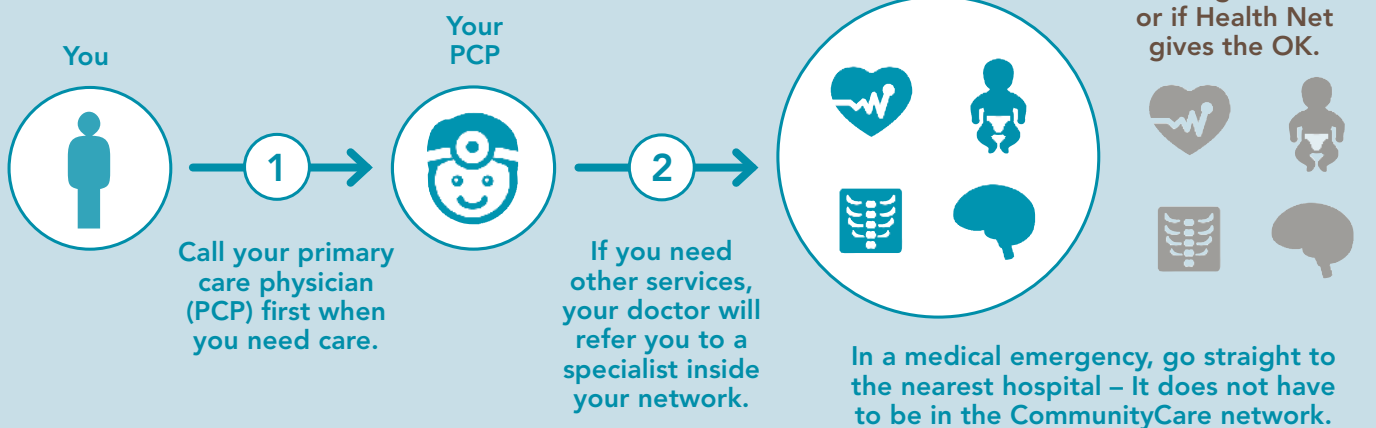 You
1
Call your primary
care physician
(PCP) first when
you need care.
Your
PCP
2
If you need
other services,
your doctor will
refer you to a
specialist inside
your network.
In a medical emergency, go straight to
the nearest hospital – It does not have
to be in the CommunityCare network.
or if Health Net
gives the OK.